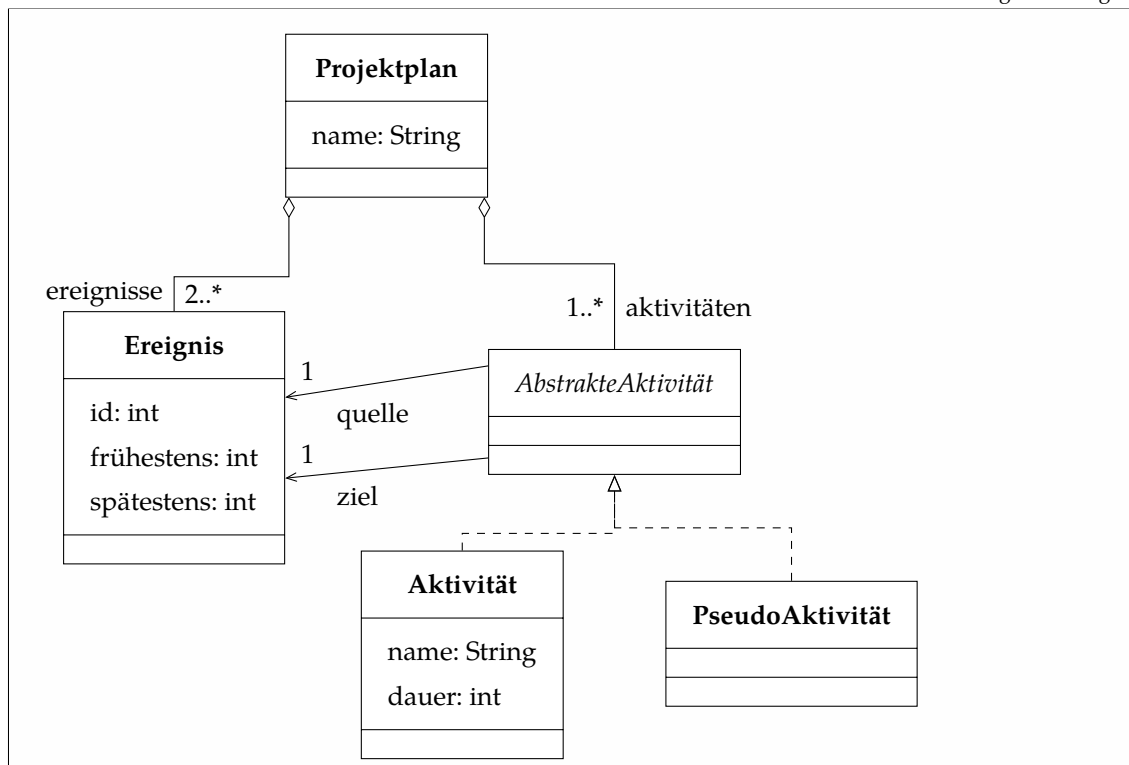 Projektplan
name: String
ereignisse
2..*
1..*
aktivitäten
Ereignis
id: int
frühestens: int
spätestens: int
1
quelle
1
ziel
AbstrakteAktivität
Aktivität
name: String
dauer: int
PseudoAktivität